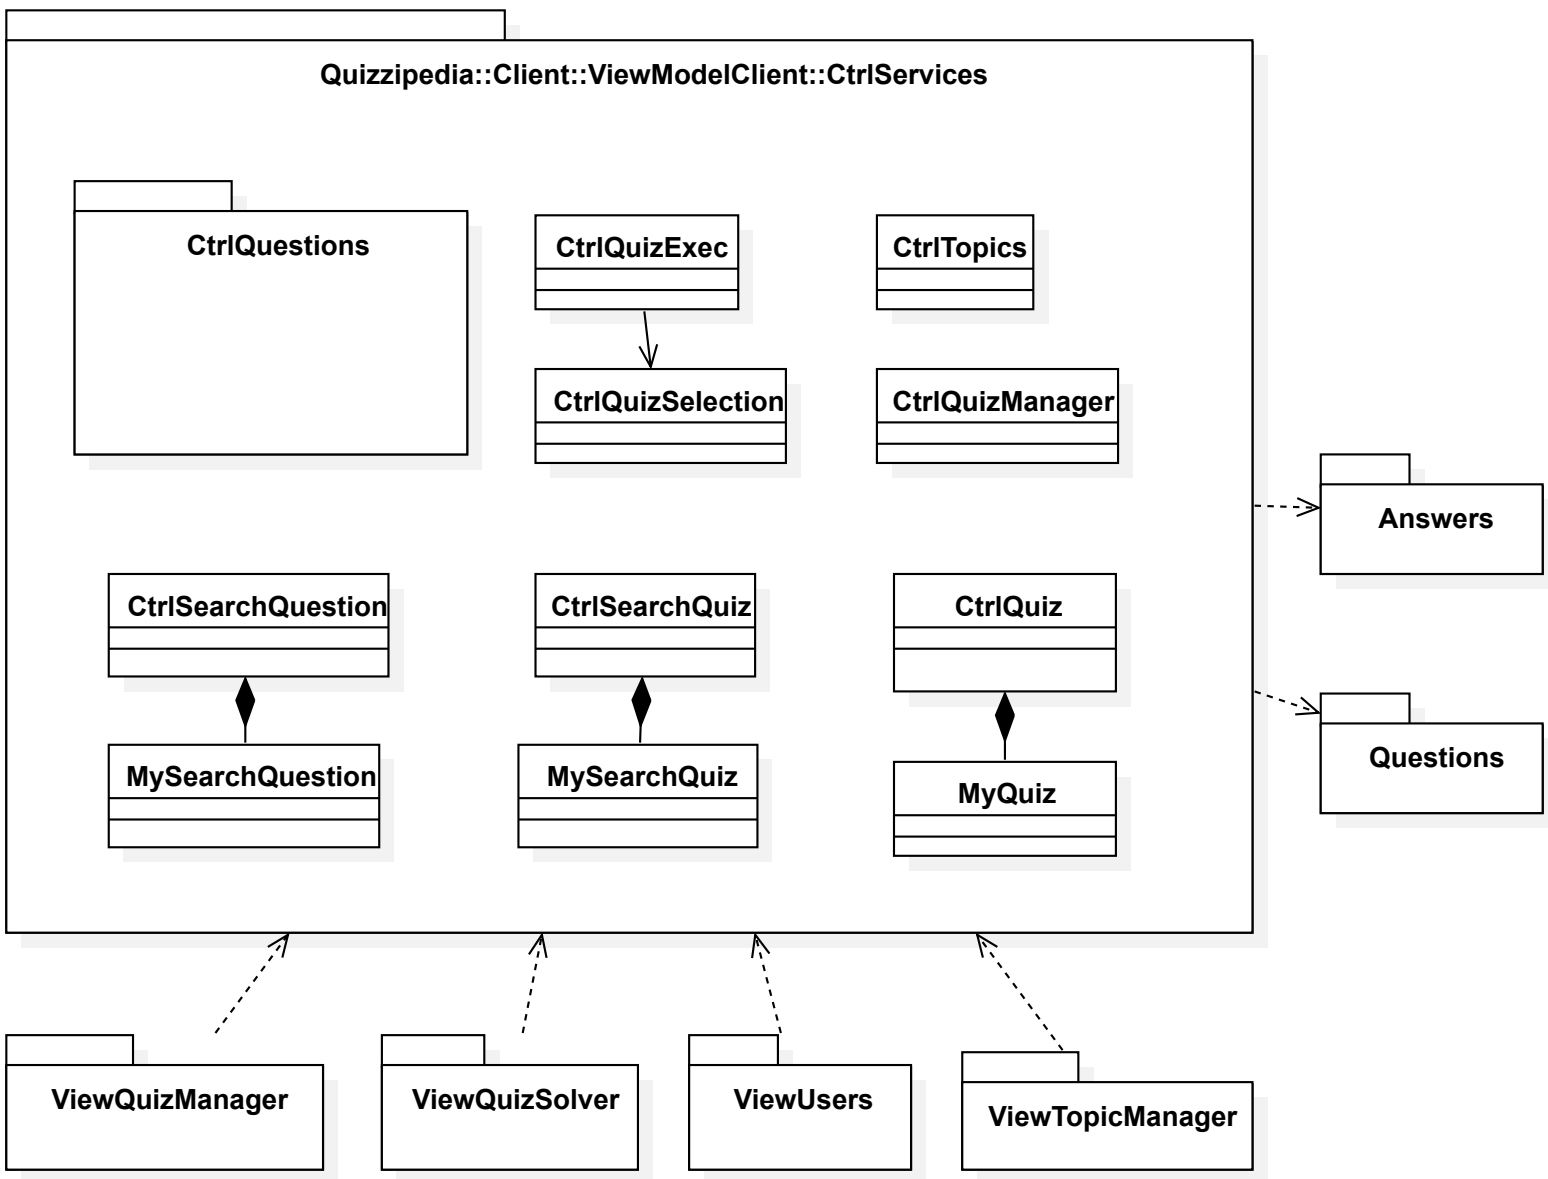 Quizzipedia::Client::ViewModelClient::CtrlServices
CtrlQuestions
CtrlQuizExec
CtrlTopics
CtrlQuizSelection
CtrlQuizManager
Answers
CtrlSearchQuestion
CtrlSearchQuiz
CtrlQuiz
Questions
MySearchQuestion
MySearchQuiz
MyQuiz
ViewQuizManager
ViewQuizSolver
ViewUsers
ViewTopicManager